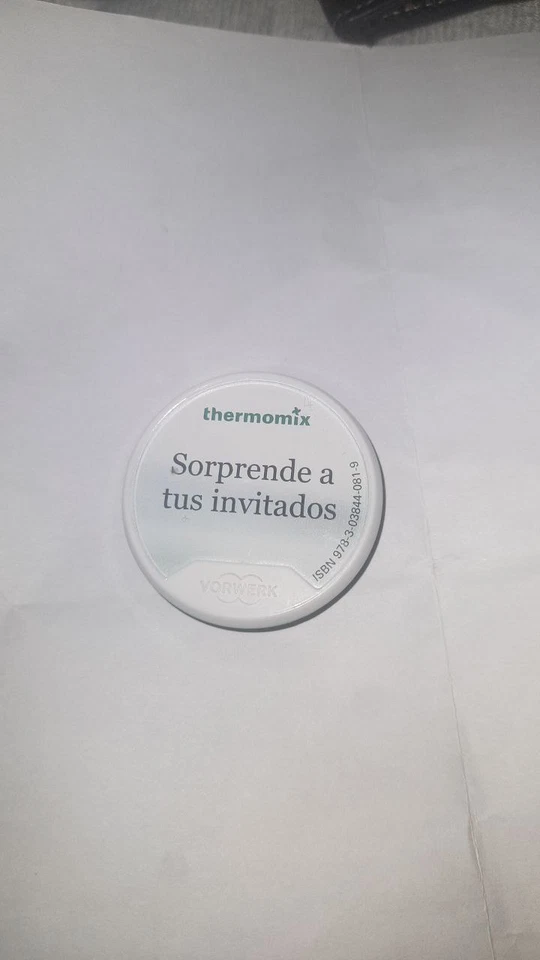 thermomix
Sorprende a
tus invitados
ISBN 978-3-03844-081-9
VORWERK